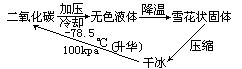 二氧化碳 加压 冷却 无色液体 降温 雪花状固体
-78.5 ℃(升华) 100kpa 压缩
干冰